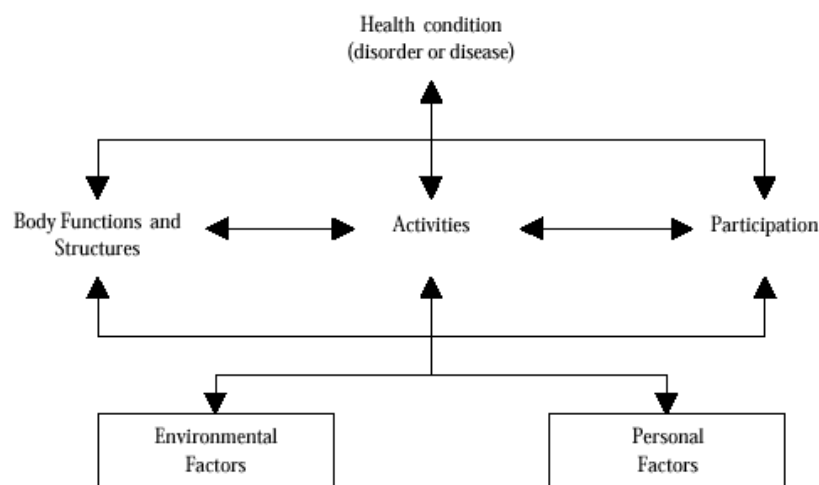 Health condition
(disorder or disease)
Body Functions and
Structures
Activities
Participation
Environmental
Factors
Personal
Factors